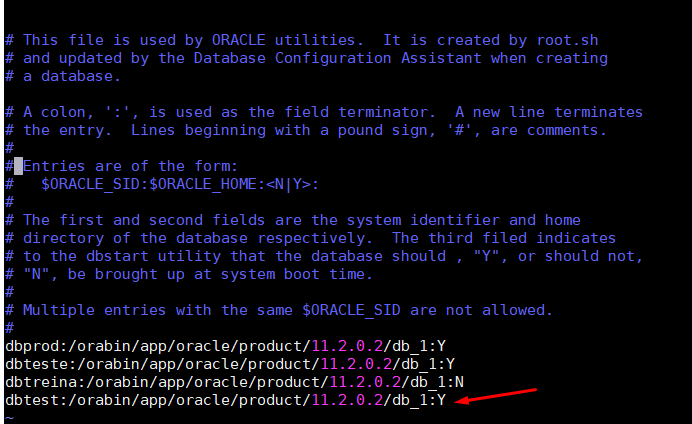 # This file is used by ORACLE utilities.  It is created by root.sh
# and updated by the Database Configuration Assistant when creating
# a database.
# A colon, ':', is used as the field terminator.  A new line terminates
# the entry.  Lines beginning with a pound sign, '#', are comments.
#
# Entries are of the form:
#   $ORACLE_SID:$ORACLE_HOME:<N|Y>:
#
# The first and second fields are the system identifier and home
# directory of the database respectively.  The third filed indicates
# to the dbstart utility that the database should , "Y", or should not,
# "N", be brought up at system boot time.
#
# Multiple entries with the same $ORACLE_SID are not allowed.
#
dbprod:/orabin/app/oracle/product/11.2.0.2/db_1:Y
dbteste:/orabin/app/oracle/product/11.2.0.2/db_1:Y
dbtreina:/orabin/app/oracle/product/11.2.0.2/db_1:N
dbtest:/orabin/app/oracle/product/11.2.0.2/db_1:Y
~